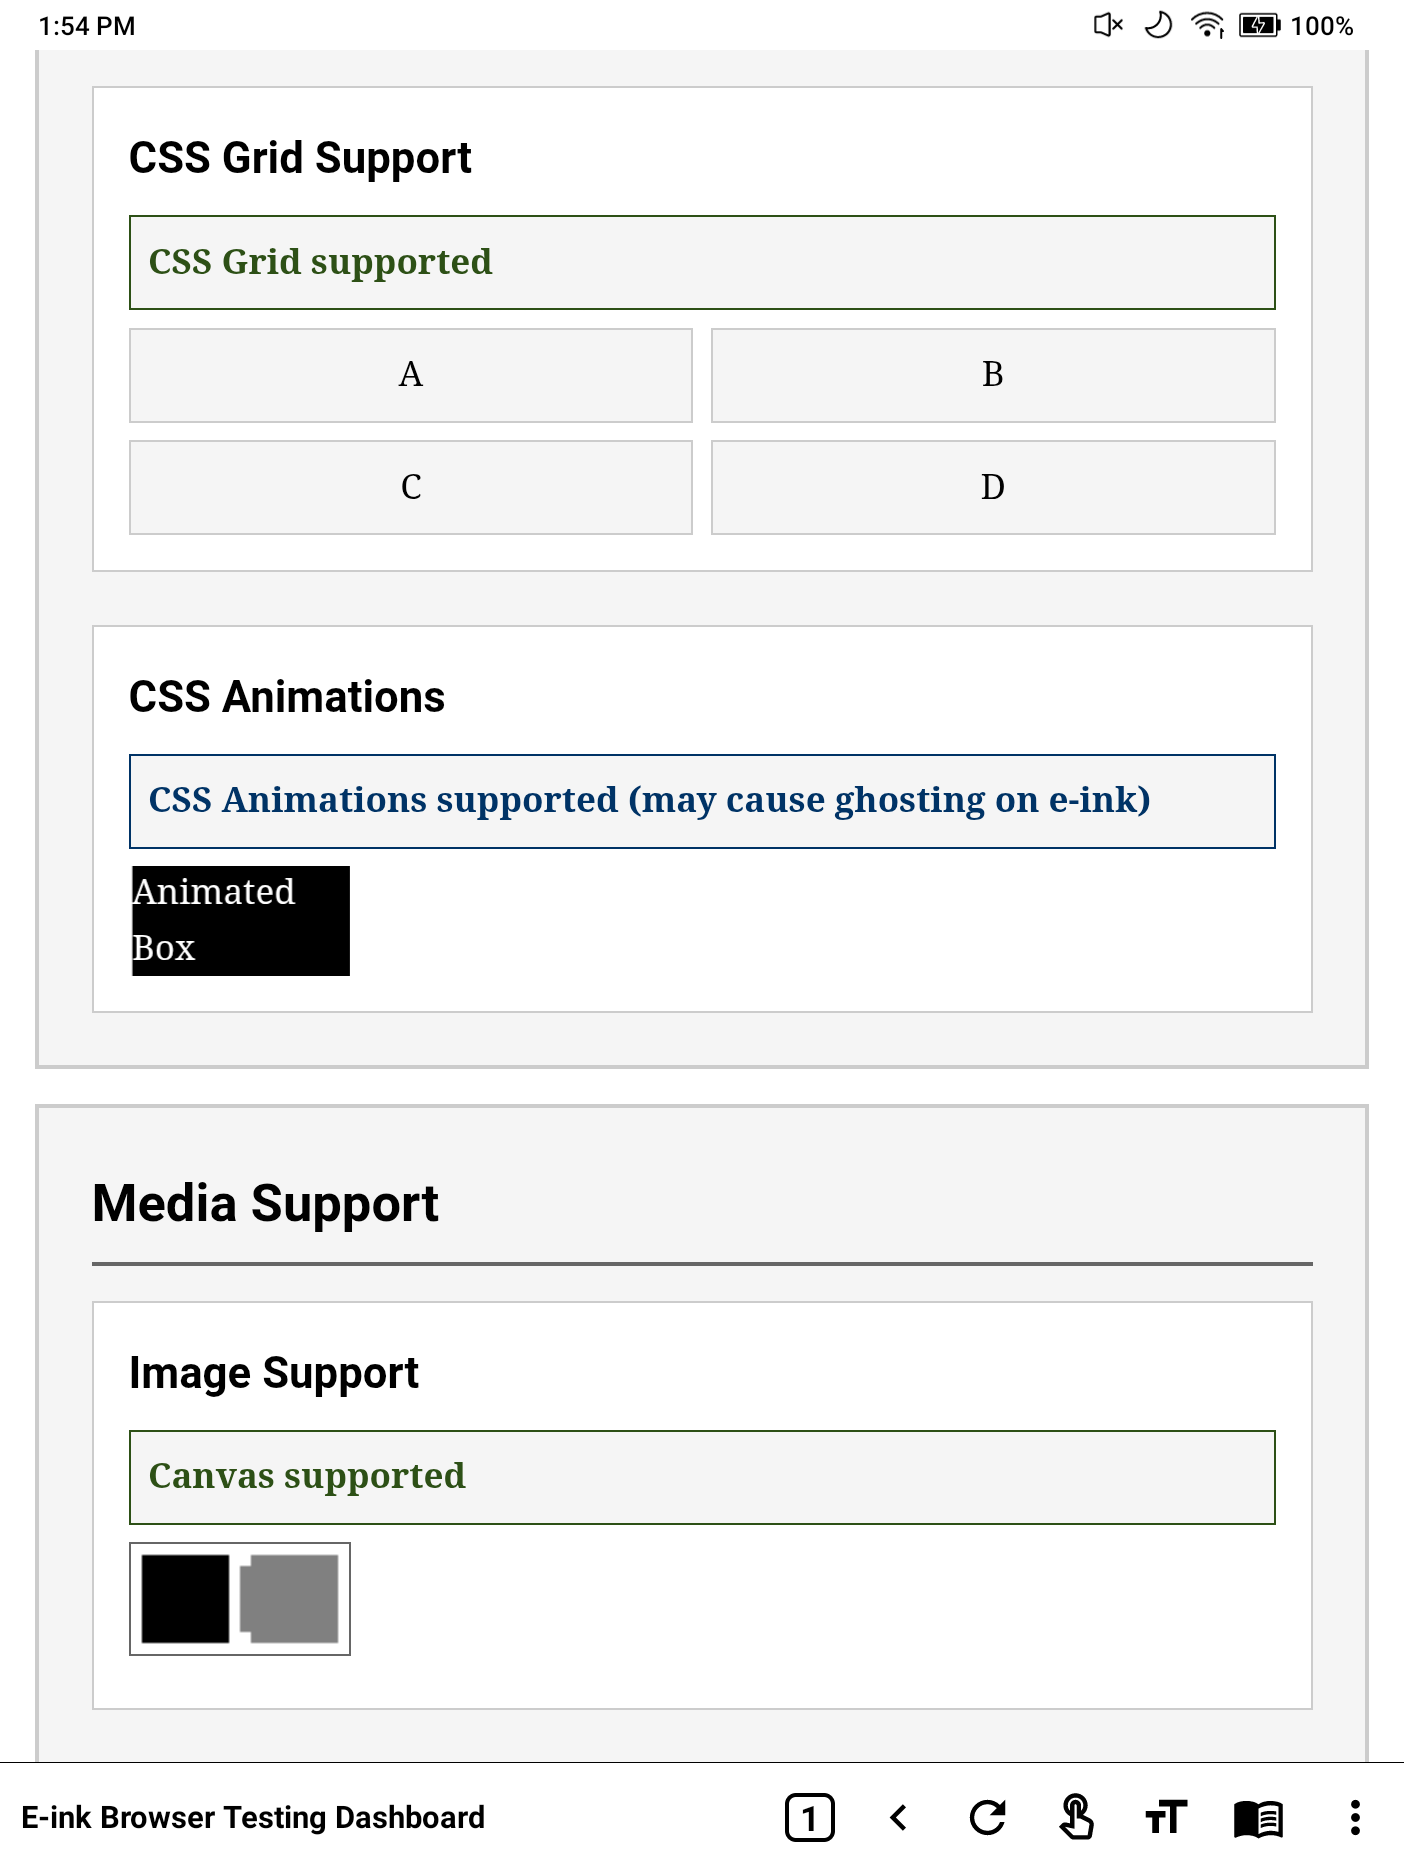 1:54 PM
100%
CSS Grid Support
CSS Grid supported
A
B
C
D
CSS Animations
CSS Animations supported (may cause ghosting on e-ink)
Animated
Box
Media Support
Image Support
Canvas supported
E-ink Browser Testing Dashboard
1